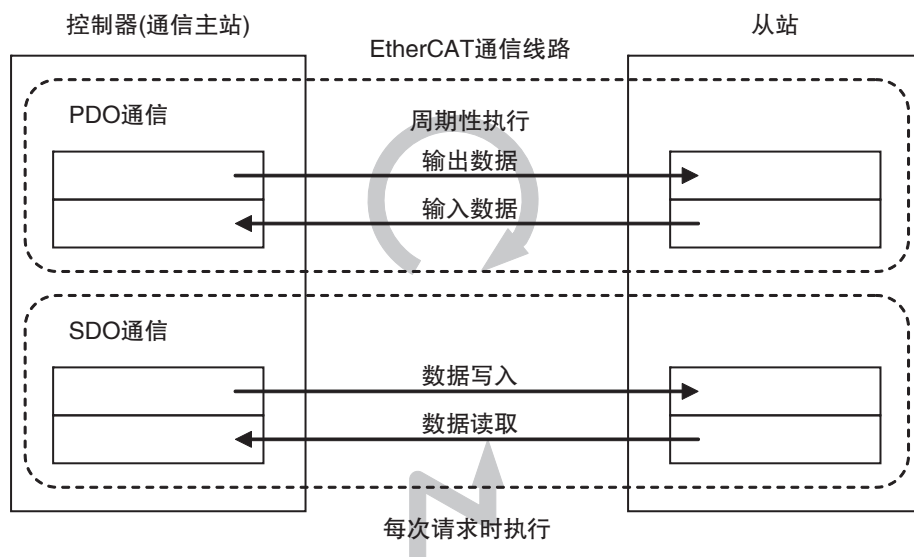 控制器(通信主站)
从站
EtherCAT通信线路
PDO通信
周期性执行
输出数据
输入数据
SDO通信
数据写入
数据读取
每次请求时执行